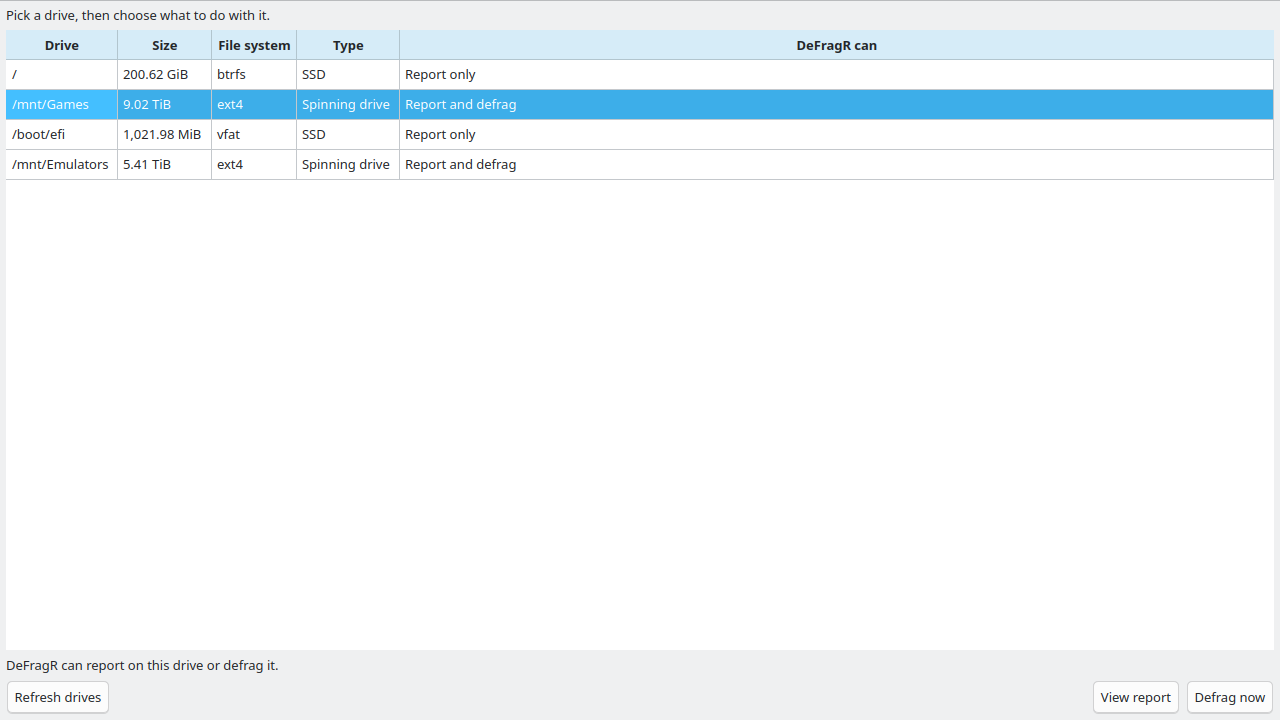 Pick a drive, then choose what to do with it.
Drive Size File system Type DeFragR can
/ 200.62 GiB btrfs SSD Report only
/mnt/Games 9.02 TiB ext4 Spinning drive Report and defrag
/boot/efi 1,021.98 MiB vfat SSD Report only
/mnt/Emulators 5.41 TiB ext4 Spinning drive Report and defrag
DeFragR can report on this drive or defrag it.
Refresh drives View report Defrag now